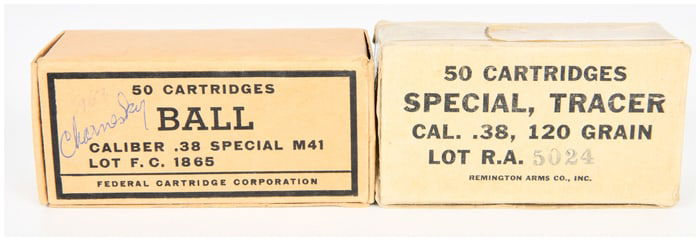 50 CARTRIDGES
BALL
CALIBER .38 SPECIAL M41
LOT F. C. 1865
FEDERAL CARTRIDGE CORPORATION
Charnesky
50 CARTRIDGES
SPECIAL, TRACER
CAL. .38, 120 GRAIN
LOT R.A. 5024
REMINGTON ARMS CO., INC.